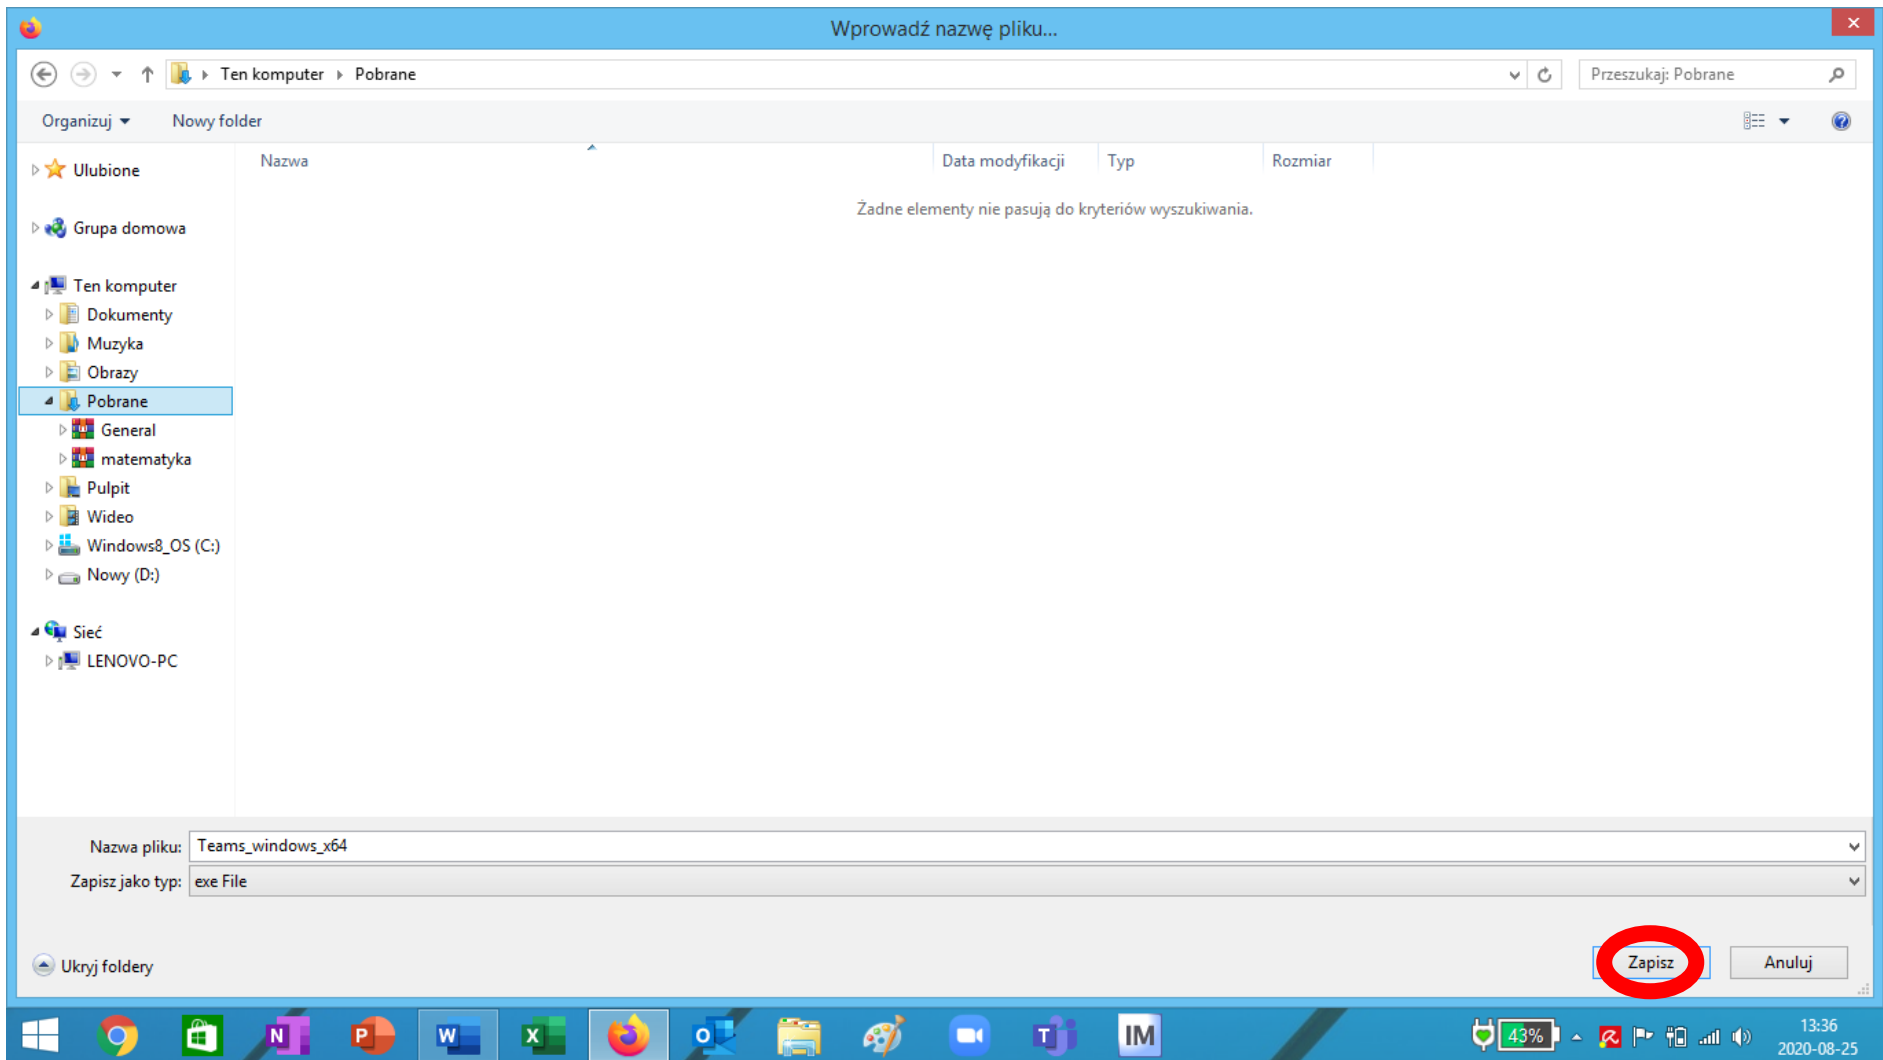 Wprowadź nazwę pliku...
Ten komputer Pobrane
Przeszukaj: Pobrane
Organizuj Nowy folder
Nazwa Data modyfikacji Typ Rozmiar
Żadne elementy nie pasują do kryteriów wyszukiwania.
Ulubione
Grupa domowa
Ten komputer
Dokumenty
Muzyka
Obrazy
Pobrane
General
matematyka
Pulpit
Wideo
Windows8_OS (C:)
Nowy (D:)
Sieć
LENOVO-PC
Nazwa pliku: Teams_windows_x64
Zapisz jako typ: exe File
Ukryj foldery
Zapisz Anuluj
N P W X o T IM
43%
13:36
2020-08-25